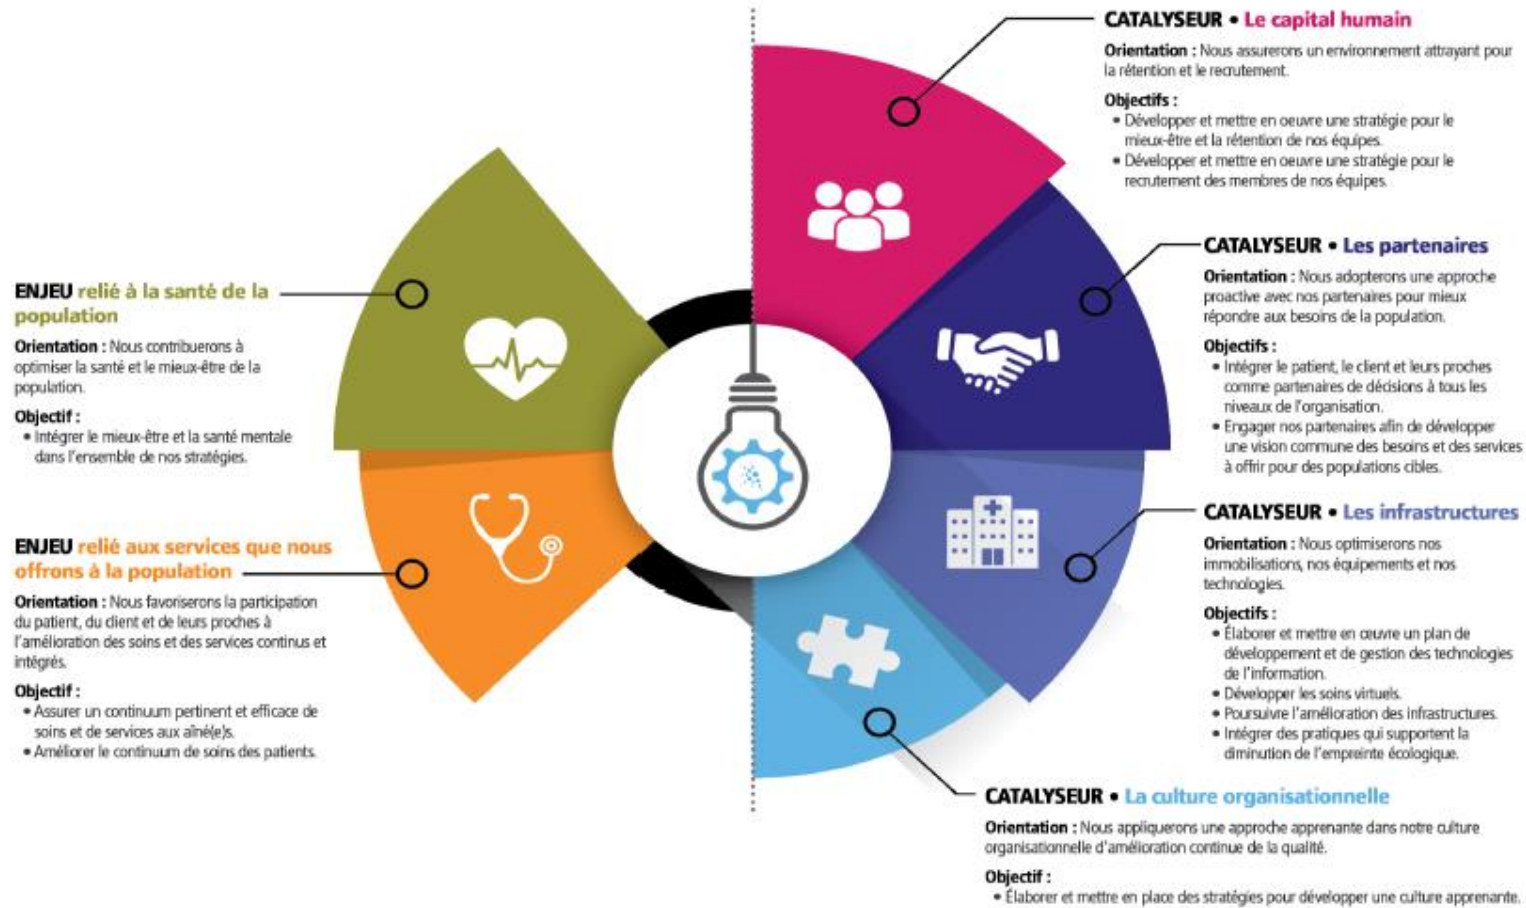 CATALYSEUR • Le capital humain
Orientation : Nous assurerons un environnement attrayant pour
la rétention et le recrutement.
Objectifs :
• Développer et mettre en oeuvre une stratégie pour le
mieux-être et la rétention de nos équipes.
• Développer et mettre en oeuvre une stratégie pour le
recrutement des membres de nos équipes.
CATALYSEUR • Les partenaires
Orientation : Nous adopterons une approche
proactive avec nos partenaires pour mieux
répondre aux besoins de la population.
Objectifs :
• Intégrer le patient, le client et leurs proches
comme partenaires de décisions à tous les
niveaux de l'organisation.
• Engager nos partenaires afin de développer
une vision commune des besoins et des services
à offrir pour des populations cibles.
CATALYSEUR • Les infrastructures
Orientation : Nous optimiserons nos
immobilisations, nos équipements et nos
technologies.
Objectifs :
• Élaborer et mettre en œuvre un plan de
développement et de gestion des technologies
de l'information.
• Développer les soins virtuels.
• Poursuivre l'amélioration des infrastructures.
• Intégrer des pratiques qui supportent la
diminution de l'empreinte écologique.
CATALYSEUR • La culture organisationnelle
Orientation : Nous appliquerons une approche apprenante dans notre culture
organisationnelle d'amélioration continue de la qualité.
Objectif :
• Élaborer et mettre en place des stratégies pour développer une culture apprenante.
ENJEU relié à la santé de la
population
Orientation : Nous contribuerons à
optimiser la santé et le mieux-être de la
population.
Objectif :
• Intégrer le mieux-être et la santé mentale
dans l'ensemble de nos stratégies.
ENJEU relié aux services que nous
offrons à la population
Orientation : Nous favoriserons la participation
du patient, du client et de leurs proches à
l'amélioration des soins et des services continus et
intégrés.
Objectif :
• Assurer un continuum pertinent et efficace de
soins et de services aux aîné(e)s.
• Améliorer le continuum de soins des patients.